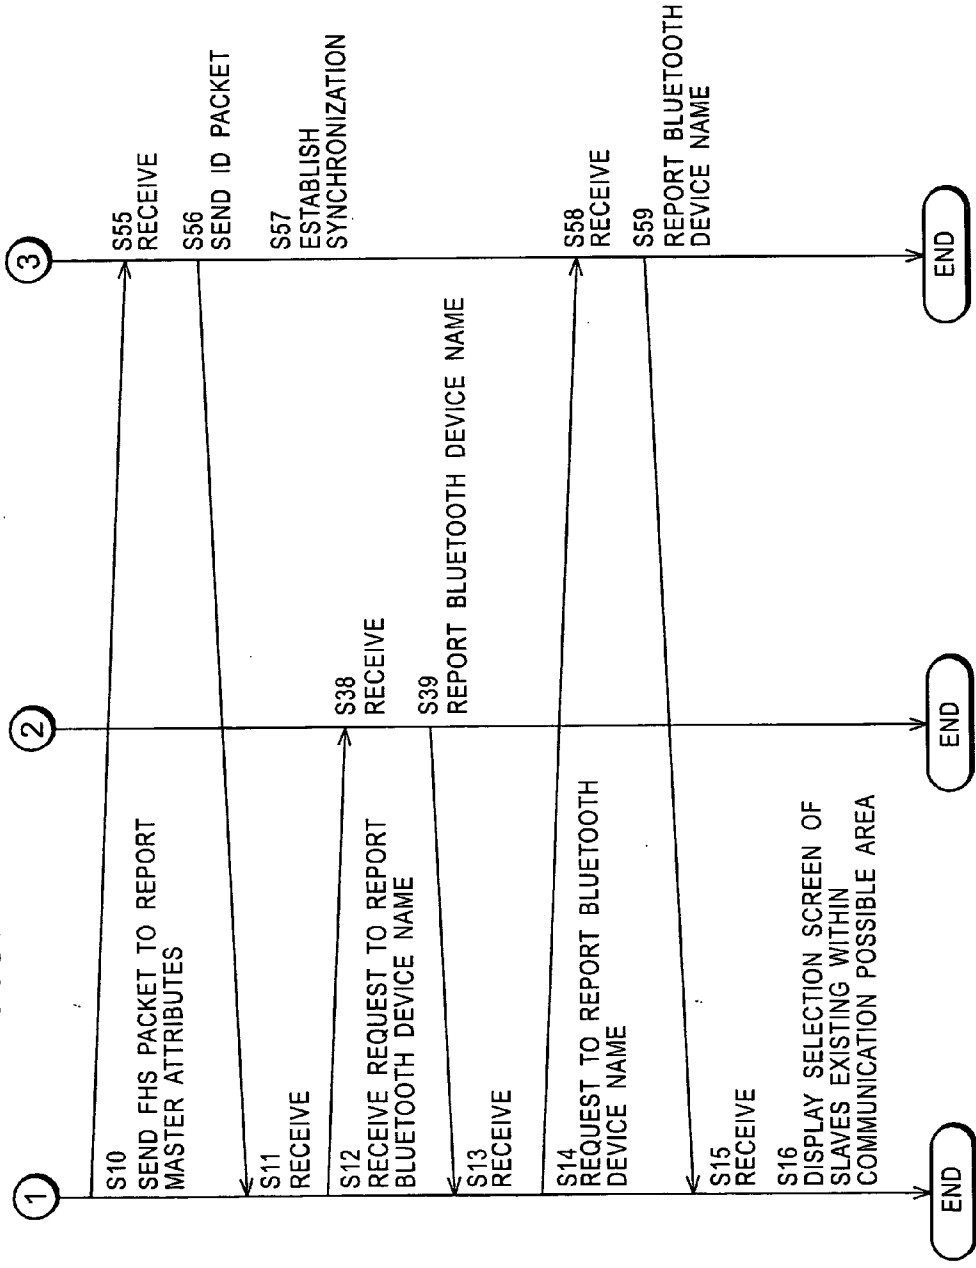 1
S10
SEND FHS PACKET TO REPORT
MASTER ATTRIBUTES
S11
RECEIVE
S12
RECEIVE REQUEST TO REPORT
BLUETOOTH DEVICE NAME
S13
RECEIVE
S14
REQUEST TO REPORT BLUETOOTH
DEVICE NAME
S15
RECEIVE
S16
DISPLAY SELECTION SCREEN OF
SLAVES EXISTING WITHIN
COMMUNICATION POSSIBLE AREA
END
2
S38
RECEIVE
S39
REPORT BLUETOOTH DEVICE NAME
END
3
S55
RECEIVE
S56
SEND ID PACKET
S57
ESTABLISH
SYNCHRONIZATION
S58
RECEIVE
S59
REPORT BLUETOOTH
DEVICE NAME
END